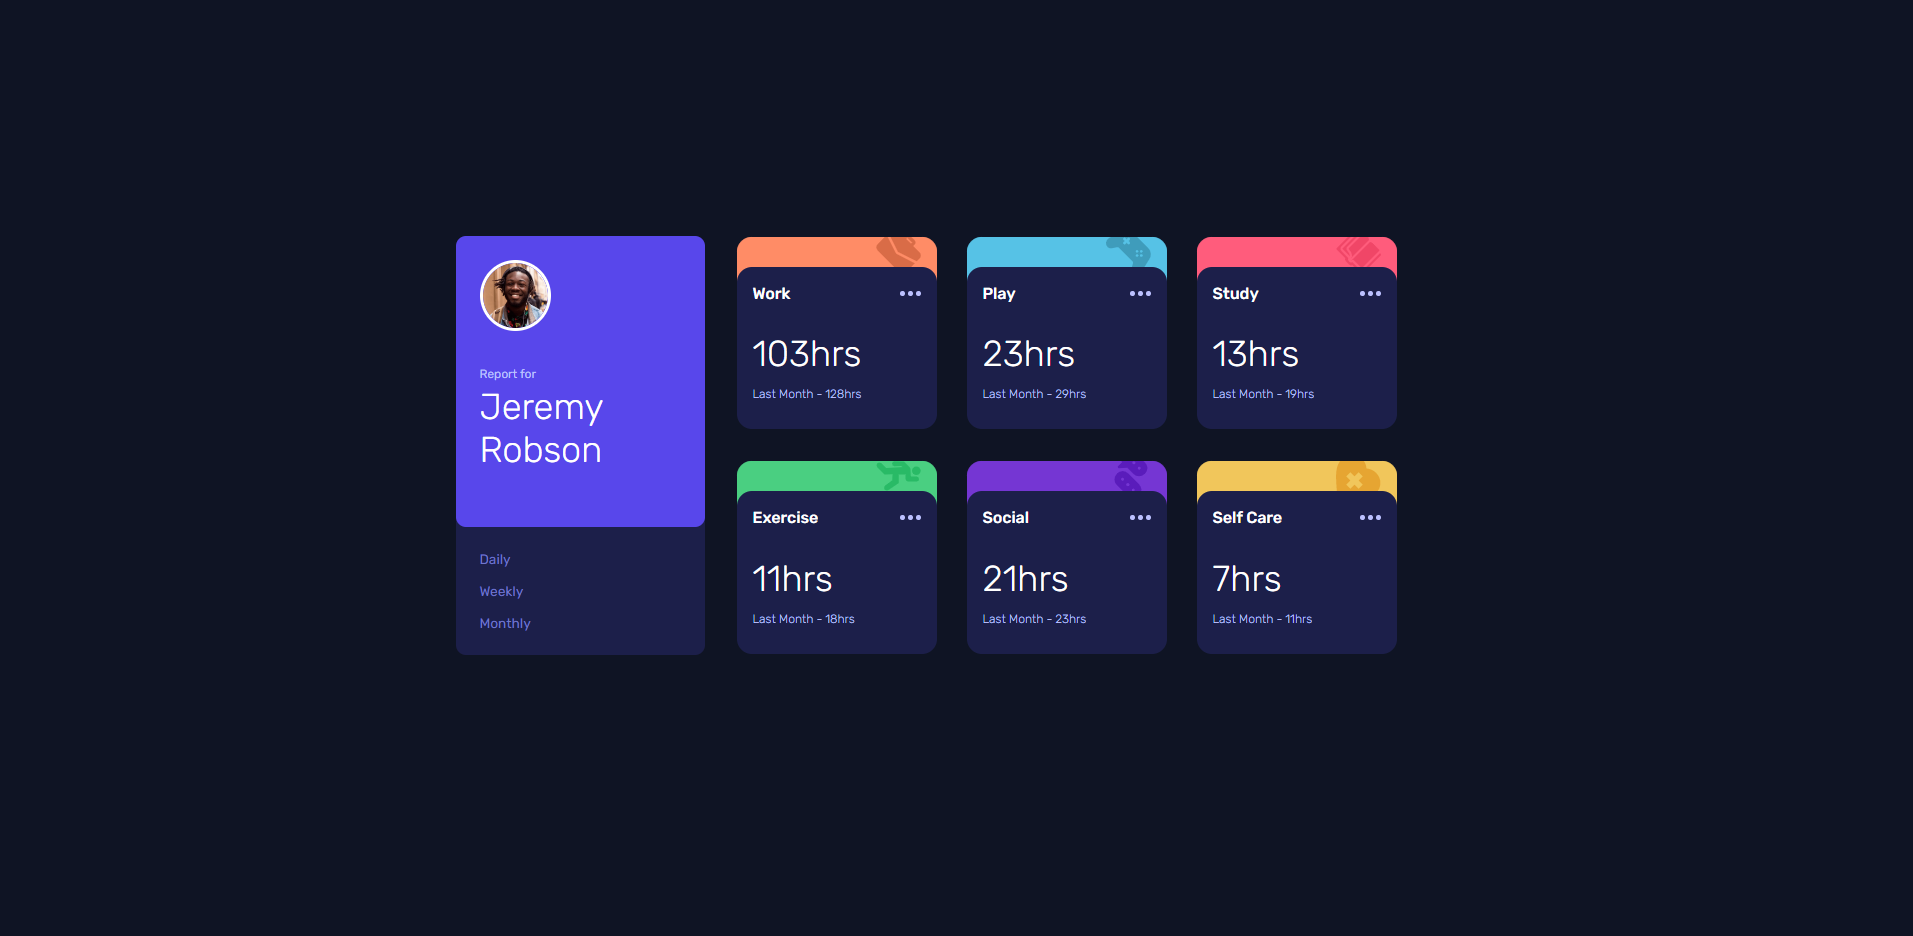 Report for
Jeremy
Robson
Daily
Weekly
Monthly
Work
103hrs
Last Month - 128hrs
Play
23hrs
Last Month - 29hrs
Study
13hrs
Last Month - 19hrs
Exercise
11hrs
Last Month - 18hrs
Social
21hrs
Last Month - 23hrs
Self Care
7hrs
Last Month - 11hrs